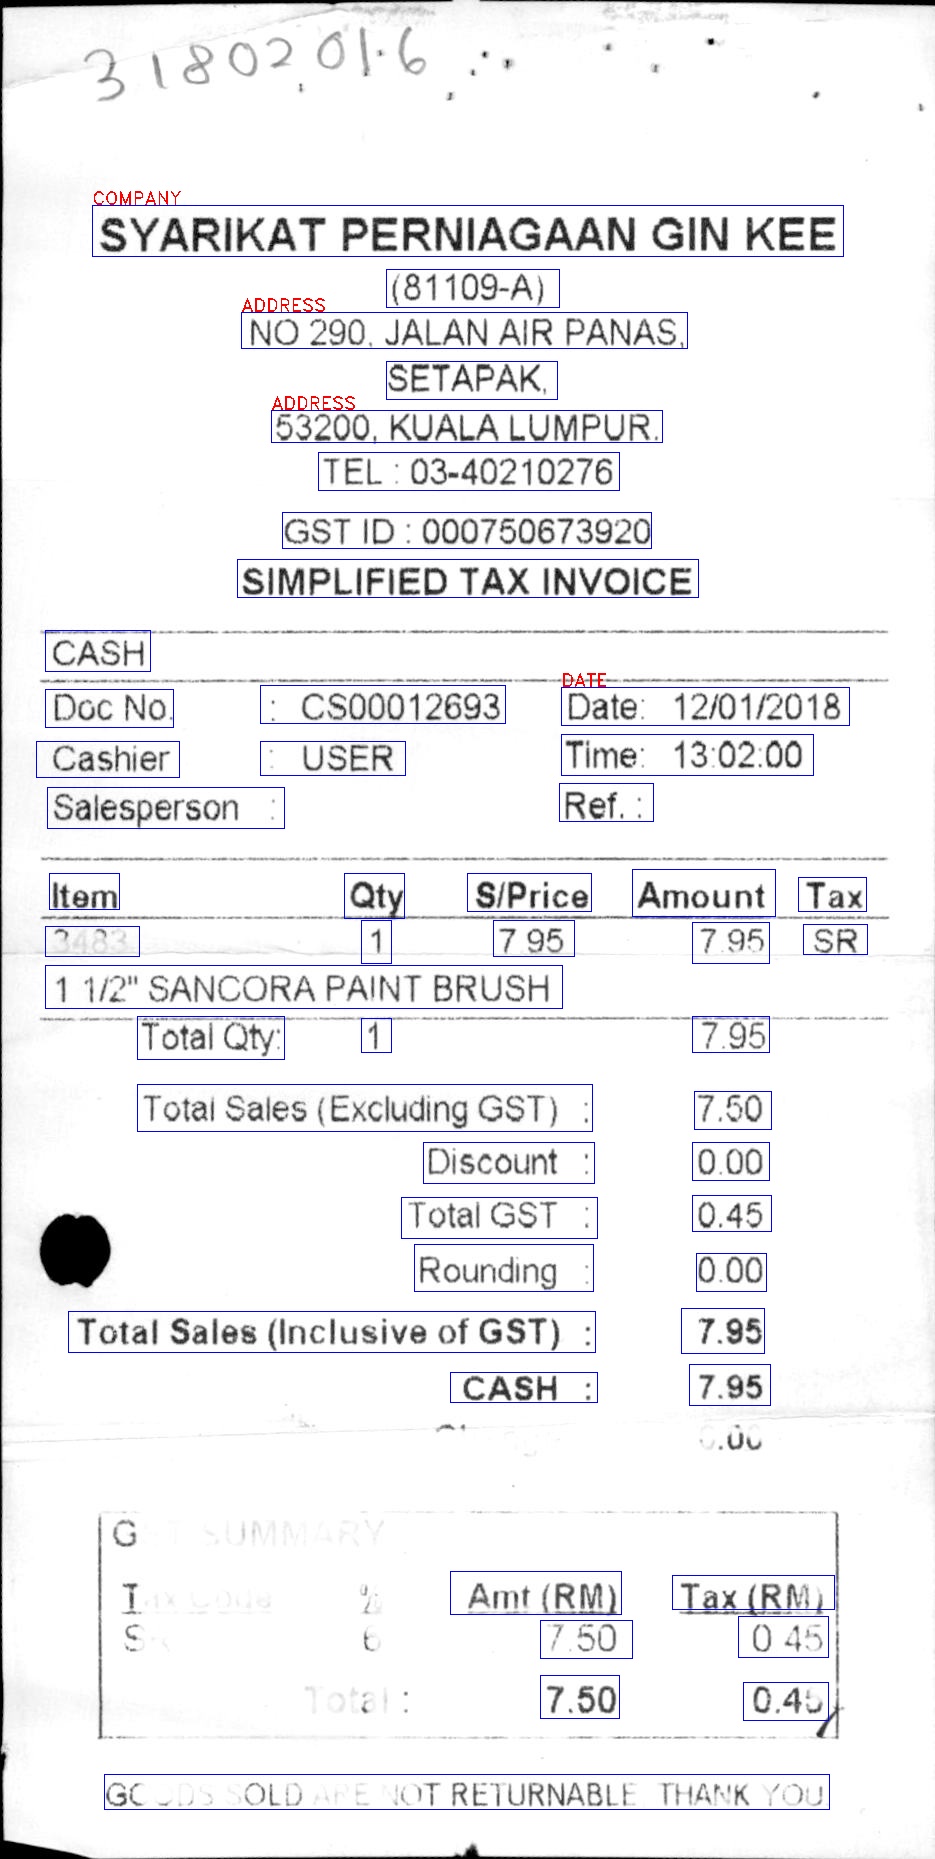 31802016
COMPANY
SYARIKAT PERNIAGAAN GIN KEE
(81109-A)
ADDRESS
NO 290, JALAN AIR PANAS,
SETAPAK,
ADDRESS
53200, KUALA LUMPUR.
TEL : 03-40210276
GST ID : 000750673920
SIMPLIFIED TAX INVOICE
CASH
DATE
Doc No. : CS00012693 Date: 12/01/2018
Cashier : USER Time: 13:02:00
Salesperson : Ref. :
Item Qty S/Price Amount Tax
3483 1 7.95 7.95 SR
1 1/2" SANCORA PAINT BRUSH
Total Qty: 1 7.95
Total Sales (Excluding GST) : 7.50
Discount : 0.00
Total GST : 0.45
Rounding : 0.00
Total Sales (Inclusive of GST) : 7.95
CASH : 7.95
0.00
GST SUMMARY
Tax Code % Amt (RM) Tax (RM)
SR 6 7.50 0.45
Total : 7.50 0.45
GOODS SOLD ARE NOT RETURNABLE, THANK YOU